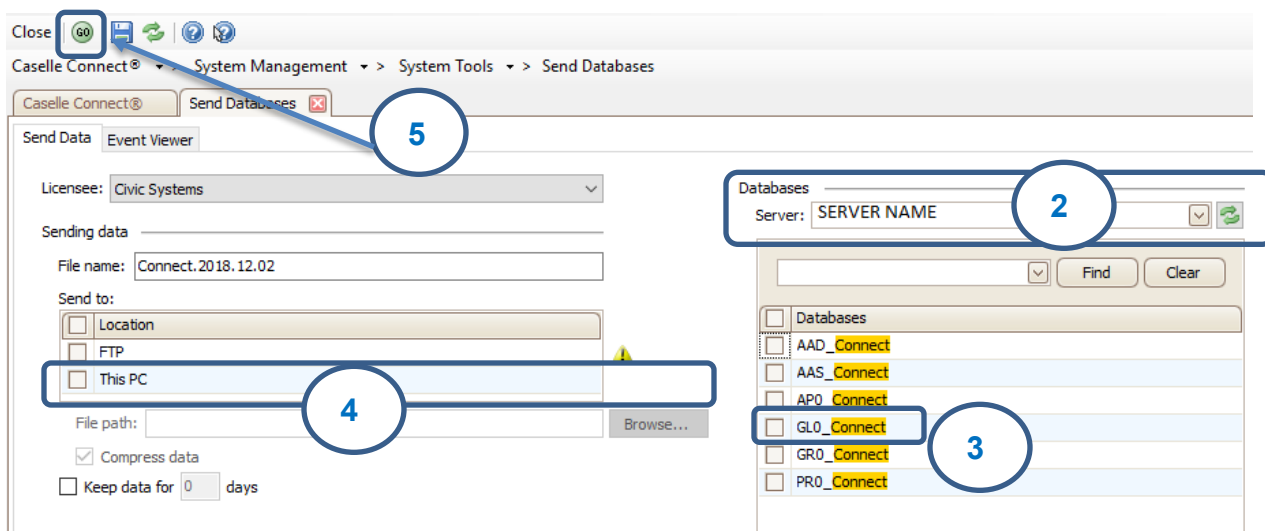 Close GO
Caselle Connect® > System Management > System Tools > Send Databases
Caselle Connect® Send Databases
5
Send Data Event Viewer
Licensee: Civic Systems
Sending data
File name: Connect.2018.12.02
Send to:
Location
FTP
This PC
4
File path: Browse...
Compress data
Keep data for 0 days
Databases
2
Server: SERVER NAME
Find Clear
Databases
AAD_Connect
AAS_Connect
AP0_Connect
GL0_Connect
3
GR0_Connect
PR0_Connect